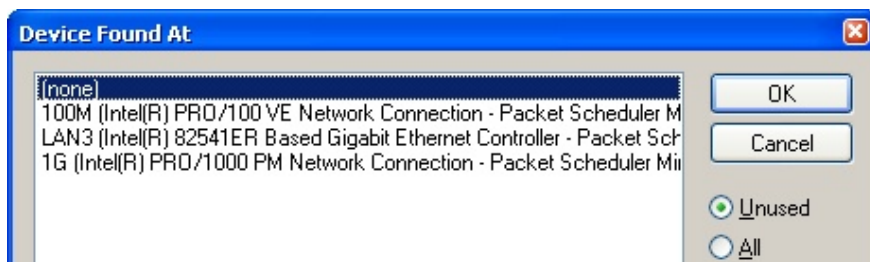 Device Found At
(none)
100M (Intel(R) PRO/100 VE Network Connection - Packet Scheduler M
LAN3 (Intel(R) 82541ER Based Gigabit Ethernet Controller - Packet Sch
1G (Intel(R) PRO/1000 PM Network Connection - Packet Scheduler Mir
OK
Cancel
Unused
All